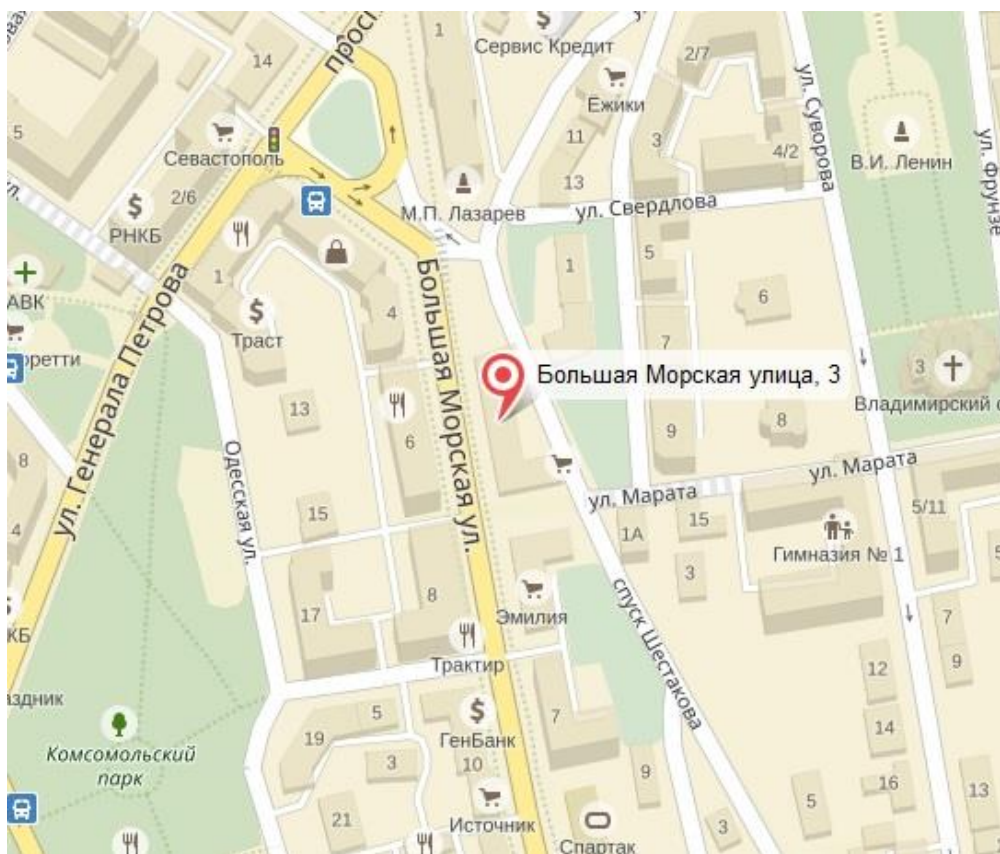 14
1
Сервис Кредит
2/7
Ежики
5
Севастополь
11
3
4/2
ул. Суворова
В.И. Ленин
ул. Фрунзе
13
2/6
М.П. Лазарев
ул. Свердлова
РНКБ
1
1
5
6
4
Траст
7
3
Большая Морская улица, 3
Владимирский
13
6
9
8
ул. Генерала Петрова
Большая Морская ул.
8
4
Одесская ул.
15
ул. Марата
ул. Марата
5/11
1А
15
Гимназия № 1
3
17
8
Эмилия
спуск Шестакова
7
9
Трактир
12
5
ГенБанк
7
14
Комсомольский
парк
19
3
10
9
16
13
5
21
Источник
3
Спартак